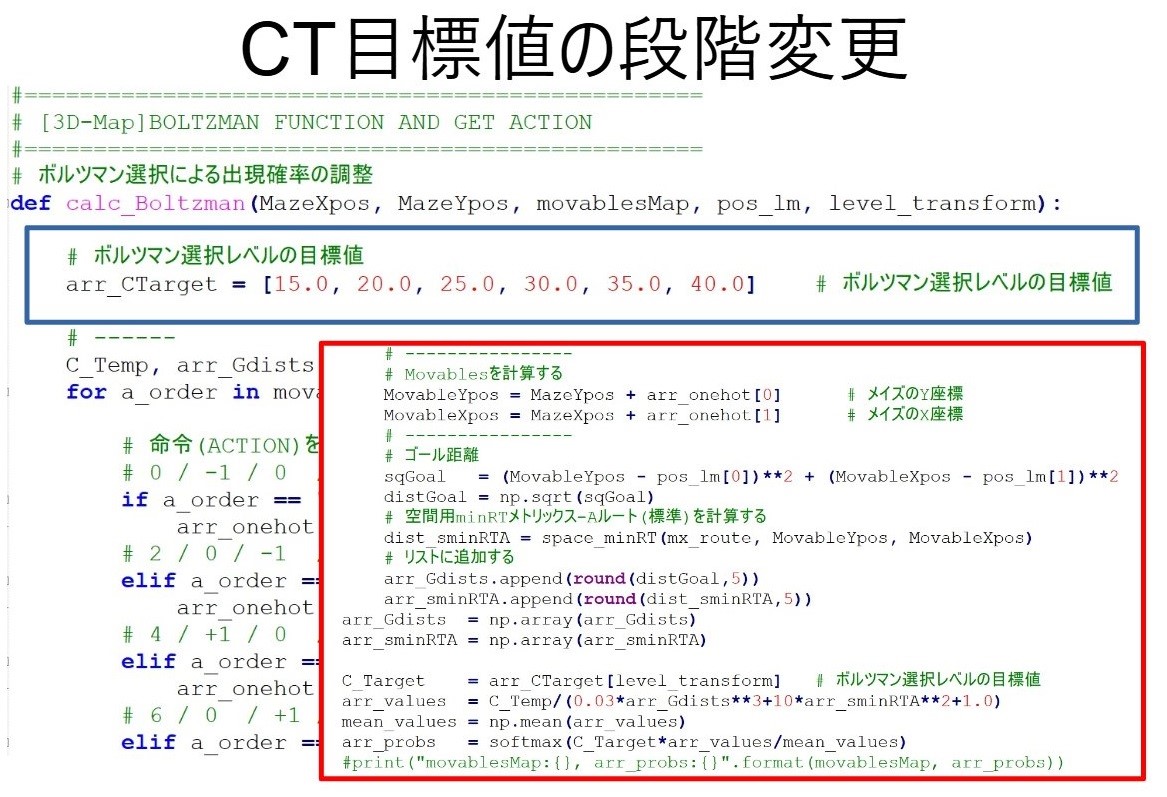 CT目標値の段階変更
#=================================================
# [3D-Map]BOLTZMAN FUNCTION AND GET ACTION
#=================================================
# ボルツマン選択による出現確率の調整
def calc_Boltzman(MazeXpos, MazeYpos, movablesMap, pos_lm, level_transform):
# ボルツマン選択レベルの目標値
arr_CTarget = [15.0, 20.0, 25.0, 30.0, 35.0, 40.0] # ボルツマン選択レベルの目標値
# ------
C_Temp, arr_Gdists
for a_order in mova
# 命令(ACTION)を
# 0 / -1 / 0
if a_order ==
arr_onehot
# 2 / 0 / -1
elif a_order ==
arr_onehot
# 4 / +1 / 0
elif a_order ==
arr_onehot
# 6 / 0 / +1
elif a_order ==
# ----------------
# Movablesを計算する
MovableYpos = MazeYpos + arr_onehot[0] # メイズのY座標
MovableXpos = MazeXpos + arr_onehot[1] # メイズのX座標
# ----------------
# ゴール距離
sqGoal = (MovableYpos - pos_lm[0])**2 + (MovableXpos - pos_lm[1])**2
distGoal = np.sqrt(sqGoal)
# 空間用minRTメトリックス-Aルート(標準)を計算する
dist_sminRTA = space_minRT(mx_route, MovableYpos, MovableXpos)
# リストに追加する
arr_Gdists.append(round(distGoal,5))
arr_sminRTA.append(round(dist_sminRTA,5))
arr_Gdists = np.array(arr_Gdists)
arr_sminRTA = np.array(arr_sminRTA)
C_Target = arr_CTarget[level_transform] # ボルツマン選択レベルの目標値
arr_values = C_Temp/(0.03*arr_Gdists**3+10*arr_sminRTA**2+1.0)
mean_values = np.mean(arr_values)
arr_probs = softmax(C_Target*arr_values/mean_values)
#print("movablesMap:{}, arr_probs:{}".format(movablesMap, arr_probs))